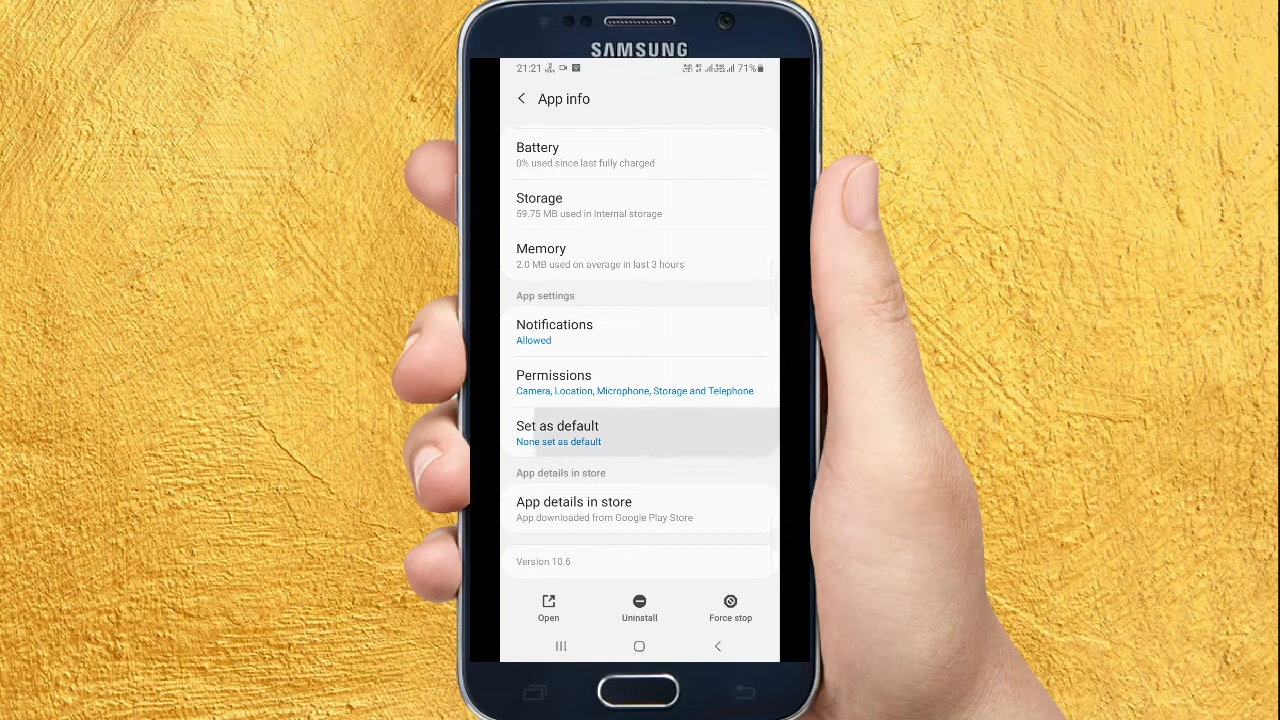 SAMSUNG
21:21 71%
App info
Battery
0% used since last fully charged
Storage
59.75 MB used in Internal storage
Memory
2.0 MB used on average in last 3 hours
App settings
Notifications
Allowed
Permissions
Camera, Location, Microphone, Storage and Telephone
Set as default
None set as default
App details in store
App details in store
App downloaded from Google Play Store
Version 10.6
Open Uninstall Force stop